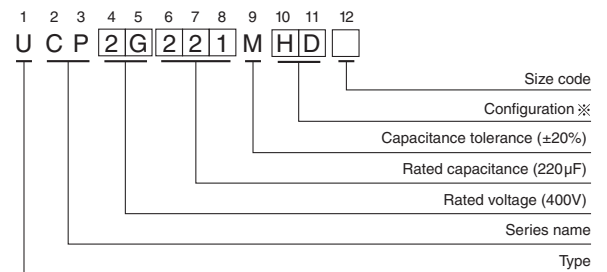 1 2 3 4 5 6 7 8 9 10 11 12
U C P 2 G 2 2 1 M H D
Size code
Configuration ※
Capacitance tolerance (±20%)
Rated capacitance (220µF)
Rated voltage (400V)
Series name
Type